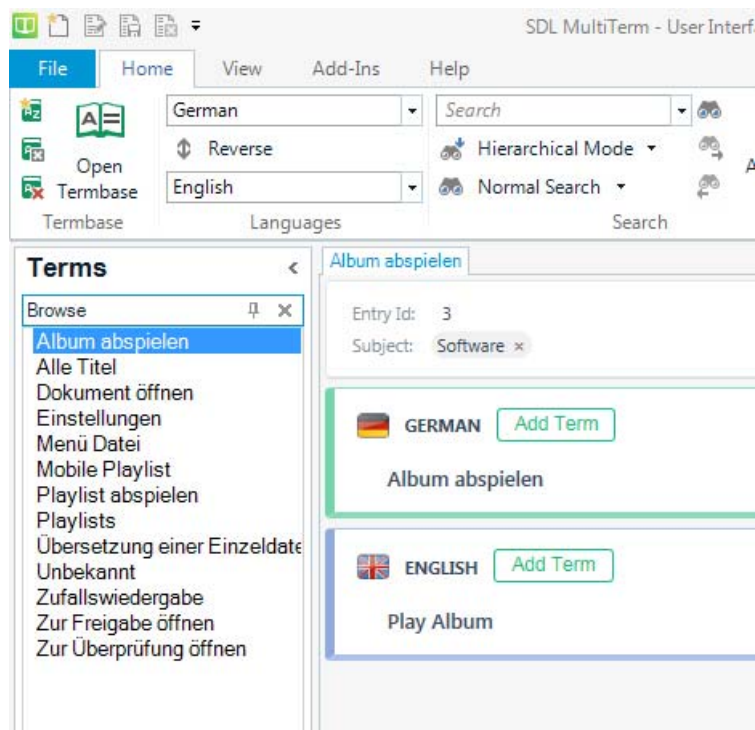 SDL MultiTerm - User Interf
File Home View Add-Ins Help
German
Reverse
English
Languages
Open
Termbase
Termbase
Search
Hierarchical Mode
Normal Search
Search
Terms
Browse
Album abspielen
Alle Titel
Dokument öffnen
Einstellungen
Menü Datei
Mobile Playlist
Playlist abspielen
Playlists
Übersetzung einer Einzeldate
Unbekannt
Zufallswiedergabe
Zur Freigabe öffnen
Zur Überprüfung öffnen
Album abspielen
Entry Id: 3
Subject: Software ×
GERMAN Add Term
Album abspielen
ENGLISH Add Term
Play Album